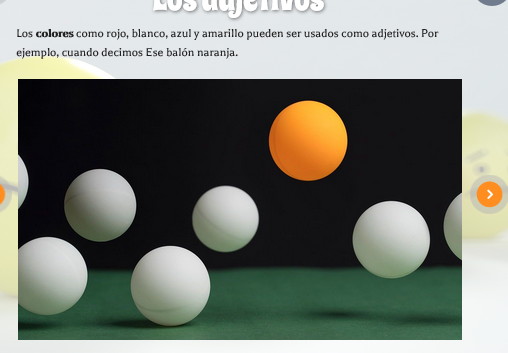 Los adjetivos
Los colores como rojo, blanco, azul y amarillo pueden ser usados como adjetivos. Por
ejemplo, cuando decimos Ese balón naranja.